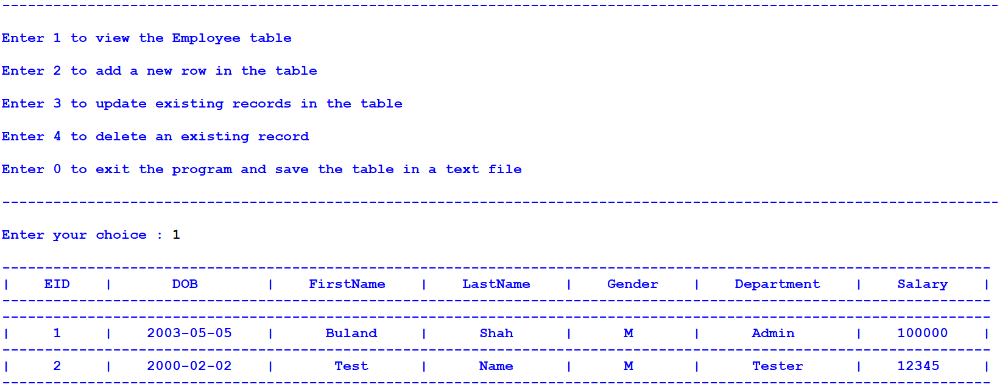 --------------------------------------------------------------------------------------------------------------------
Enter 1 to view the Employee table
Enter 2 to add a new row in the table
Enter 3 to update existing records in the table
Enter 4 to delete an existing record
Enter 0 to exit the program and save the table in a text file
--------------------------------------------------------------------------------------------------------------------
Enter your choice : 1
--------------------------------------------------------------------------------------------------------------------
|    EID    |       DOB        |    FirstName    |    LastName    |    Gender    |    Department    |    Salary    |
--------------------------------------------------------------------------------------------------------------------
--------------------------------------------------------------------------------------------------------------------
|     1     |    2003-05-05    |      Buland     |      Shah      |      M       |      Admin       |    100000    |
--------------------------------------------------------------------------------------------------------------------
|     2     |    2000-02-02    |       Test      |      Name      |      M       |      Tester      |    12345     |
--------------------------------------------------------------------------------------------------------------------